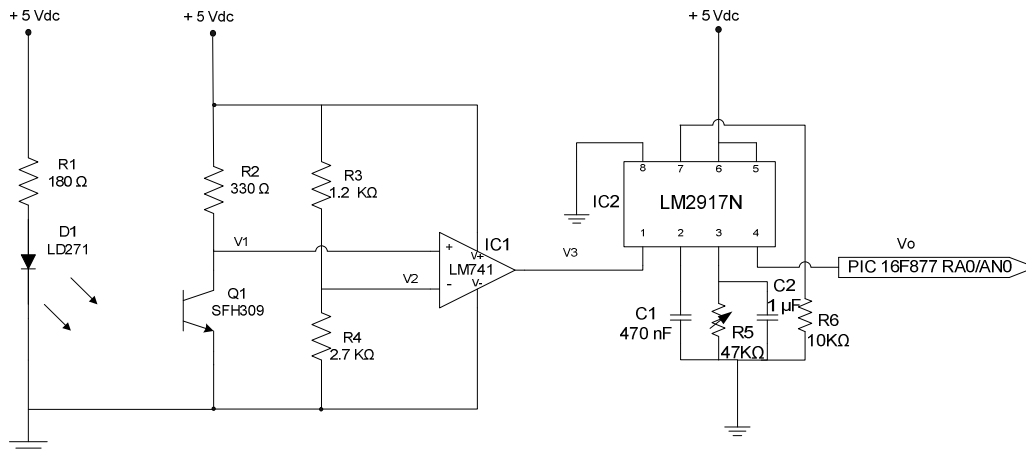 + 5 Vdc
+ 5 Vdc
+ 5 Vdc
R1
180 Ω
D1
LD271
R2
330 Ω
V1
Q1
SFH309
R3
1.2 KΩ
V2
R4
2.7 KΩ
IC1
+
V+
LM741
-
V-
V3
IC2
8
7
6
5
LM2917N
1
2
3
4
C1
470 nF
R5
47KΩ
C2
1 µF
R6
10KΩ
Vo
PIC 16F877 RA0/AN0